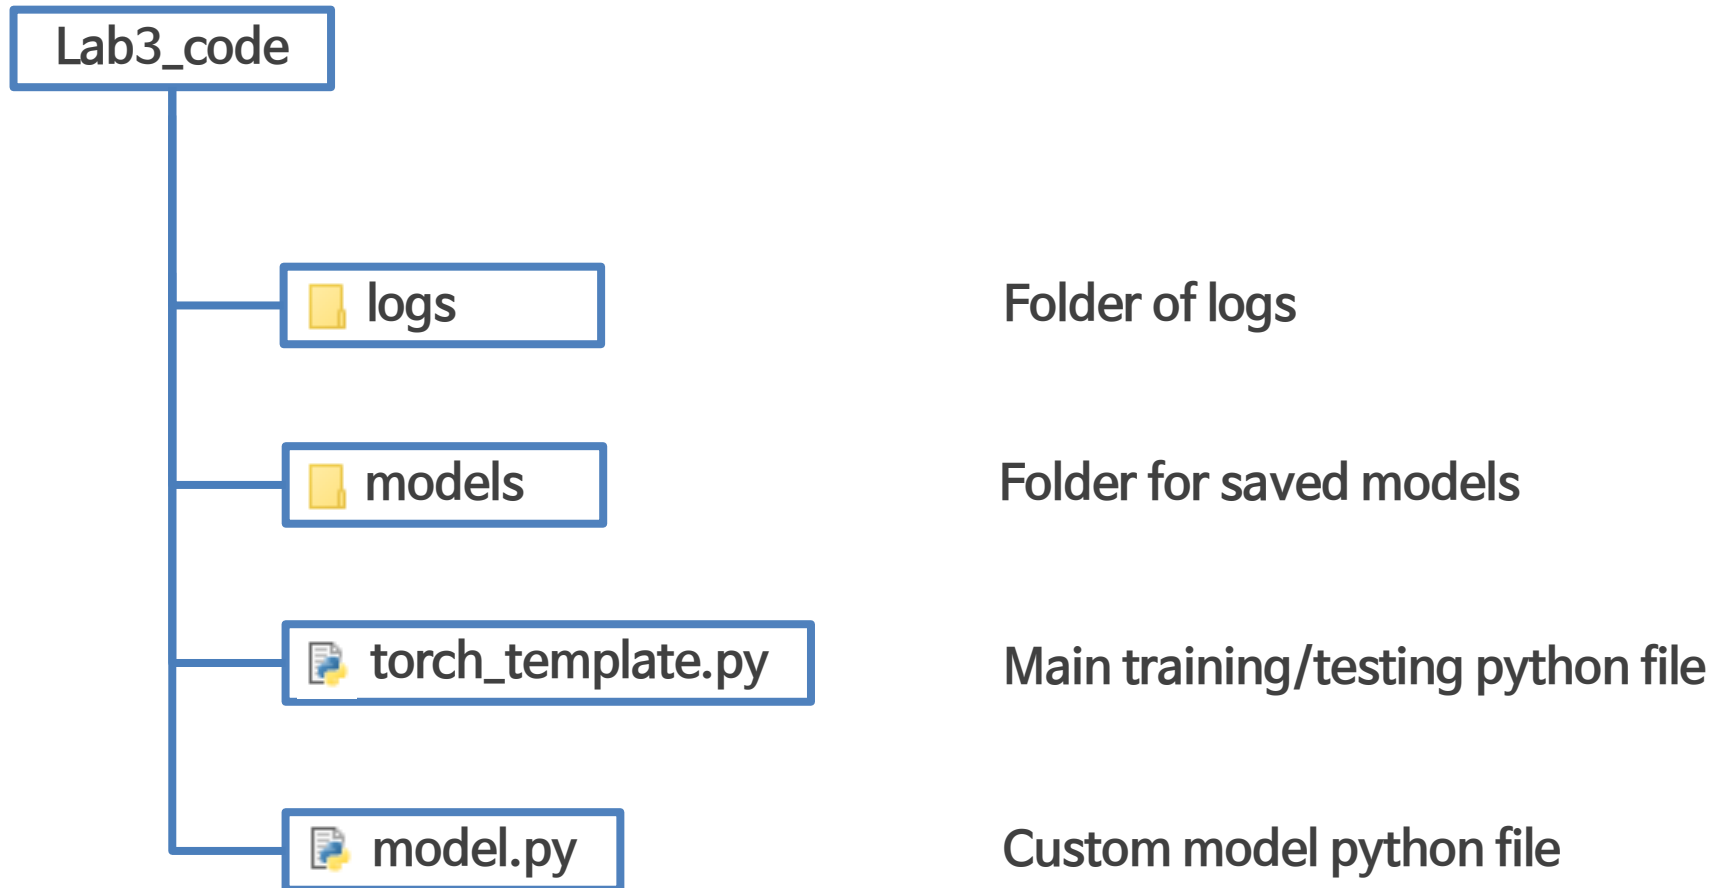 Lab3_code
logs
Folder of logs
models
Folder for saved models
torch_template.py
Main training/testing python file
model.py
Custom model python file